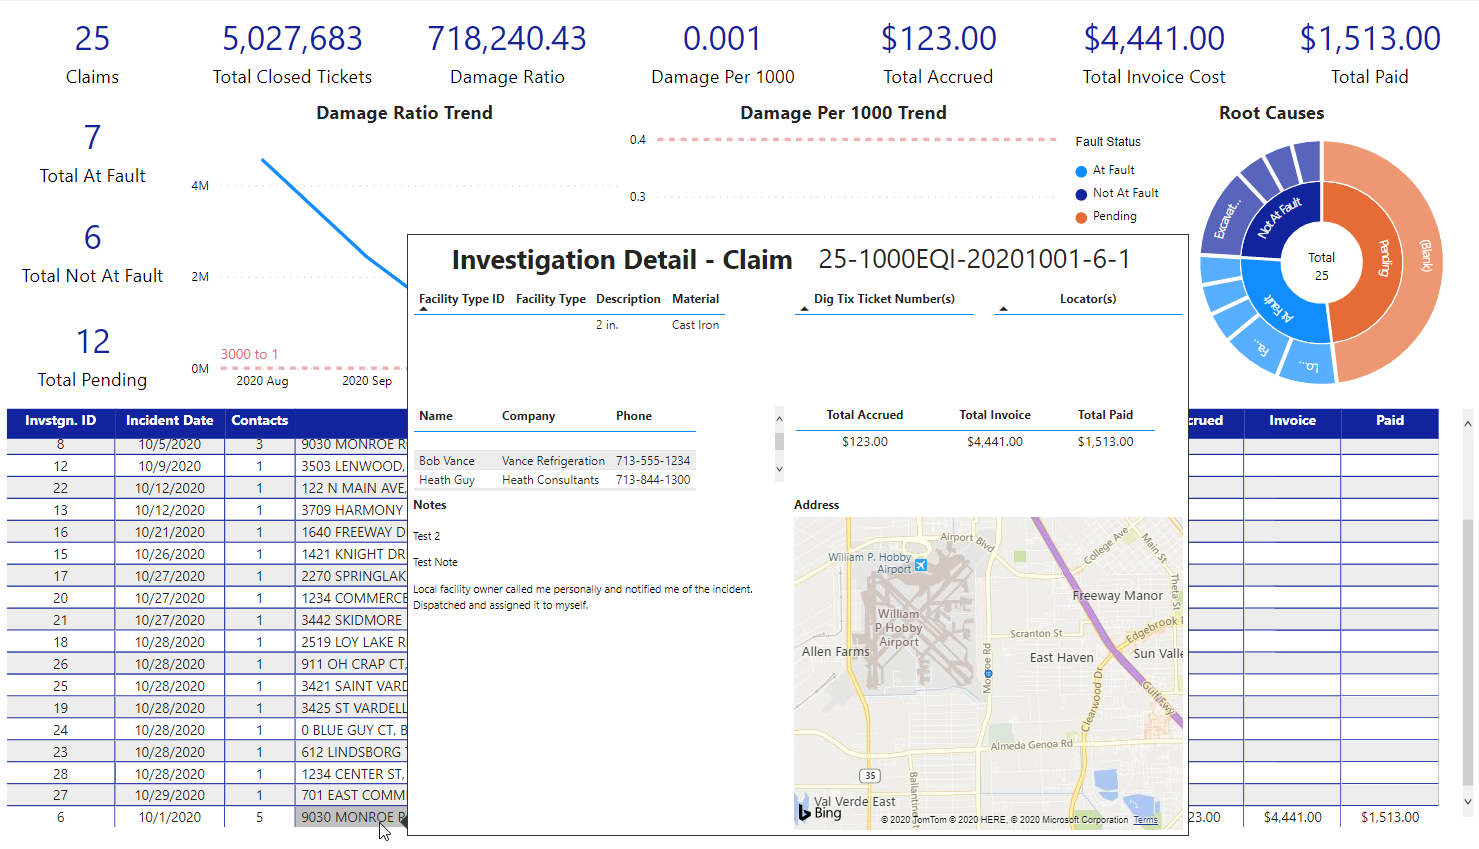 25 5,027,683 718,240.43 0.001 $123.00 $4,441.00 $1,513.00
Claims Total Closed Tickets Damage Ratio Damage Per 1000 Total Accrued Total Invoice Cost Total Paid
7
Total At Fault
6
Total Not At Fault
12
Total Pending
Damage Ratio Trend
4M
2M
0M
3000 to 1
2020 Aug 2020 Sep
Damage Per 1000 Trend
0.4
0.3
Fault Status
At Fault
Not At Fault
Pending
Root Causes
Excavat...
Not At Fault
Pending
(Blank)
At Fault
Fa...
Lo...
Total
25
Investigation Detail - Claim 25-1000EQI-20201001-6-1
Facility Type ID Facility Type Description Material
2 in. Cast Iron
Dig Tix Ticket Number(s) Locator(s)
Name Company Phone
Bob Vance Vance Refrigeration 713-555-1234
Heath Guy Heath Consultants 713-844-1300
Total Accrued Total Invoice Total Paid
$123.00 $4,441.00 $1,513.00
Notes
Test 2
Test Note
Local facility owner called me personally and notified me of the incident.
Dispatched and assigned it to myself.
Address
Airport Blvd
College Ave
Main St
William P. Hobby
Airport
Theta St
Freeway Manor
William
P Hobby
Airport
Edgebrook
Scranton St
Allen Farms
East Haven
Sun Valle
Monroe Rd
Clearwood Dr
Gulf Fwy
Almeda Genoa Rd
35
Ballantine
Val Verde East
Bing
© 2020 TomTom © 2020 HERE, © 2020 Microsoft Corporation Terms
Invstgn. ID Incident Date Contacts crued Invoice Paid
8 10/5/2020 3 9030 MONROE R
12 10/9/2020 1 3503 LENWOOD,
22 10/12/2020 1 122 N MAIN AVE,
13 10/12/2020 1 3709 HARMONY
16 10/21/2020 1 1640 FREEWAY D
15 10/26/2020 1 1421 KNIGHT DR
17 10/27/2020 1 2270 SPRINGLAK
20 10/27/2020 1 1234 COMMERCE
21 10/27/2020 1 3442 SKIDMORE
18 10/28/2020 1 2519 LOY LAKE R
26 10/28/2020 1 911 OH CRAP CT,
25 10/28/2020 1 3421 SAINT VARD
19 10/28/2020 1 3425 ST VARDELL
24 10/28/2020 1 0 BLUE GUY CT, B
23 10/28/2020 1 612 LINDSBORG
28 10/28/2020 1 1234 CENTER ST,
27 10/29/2020 1 701 EAST COMM
6 10/1/2020 5 9030 MONROE R 23.00 $4,441.00 $1,513.00